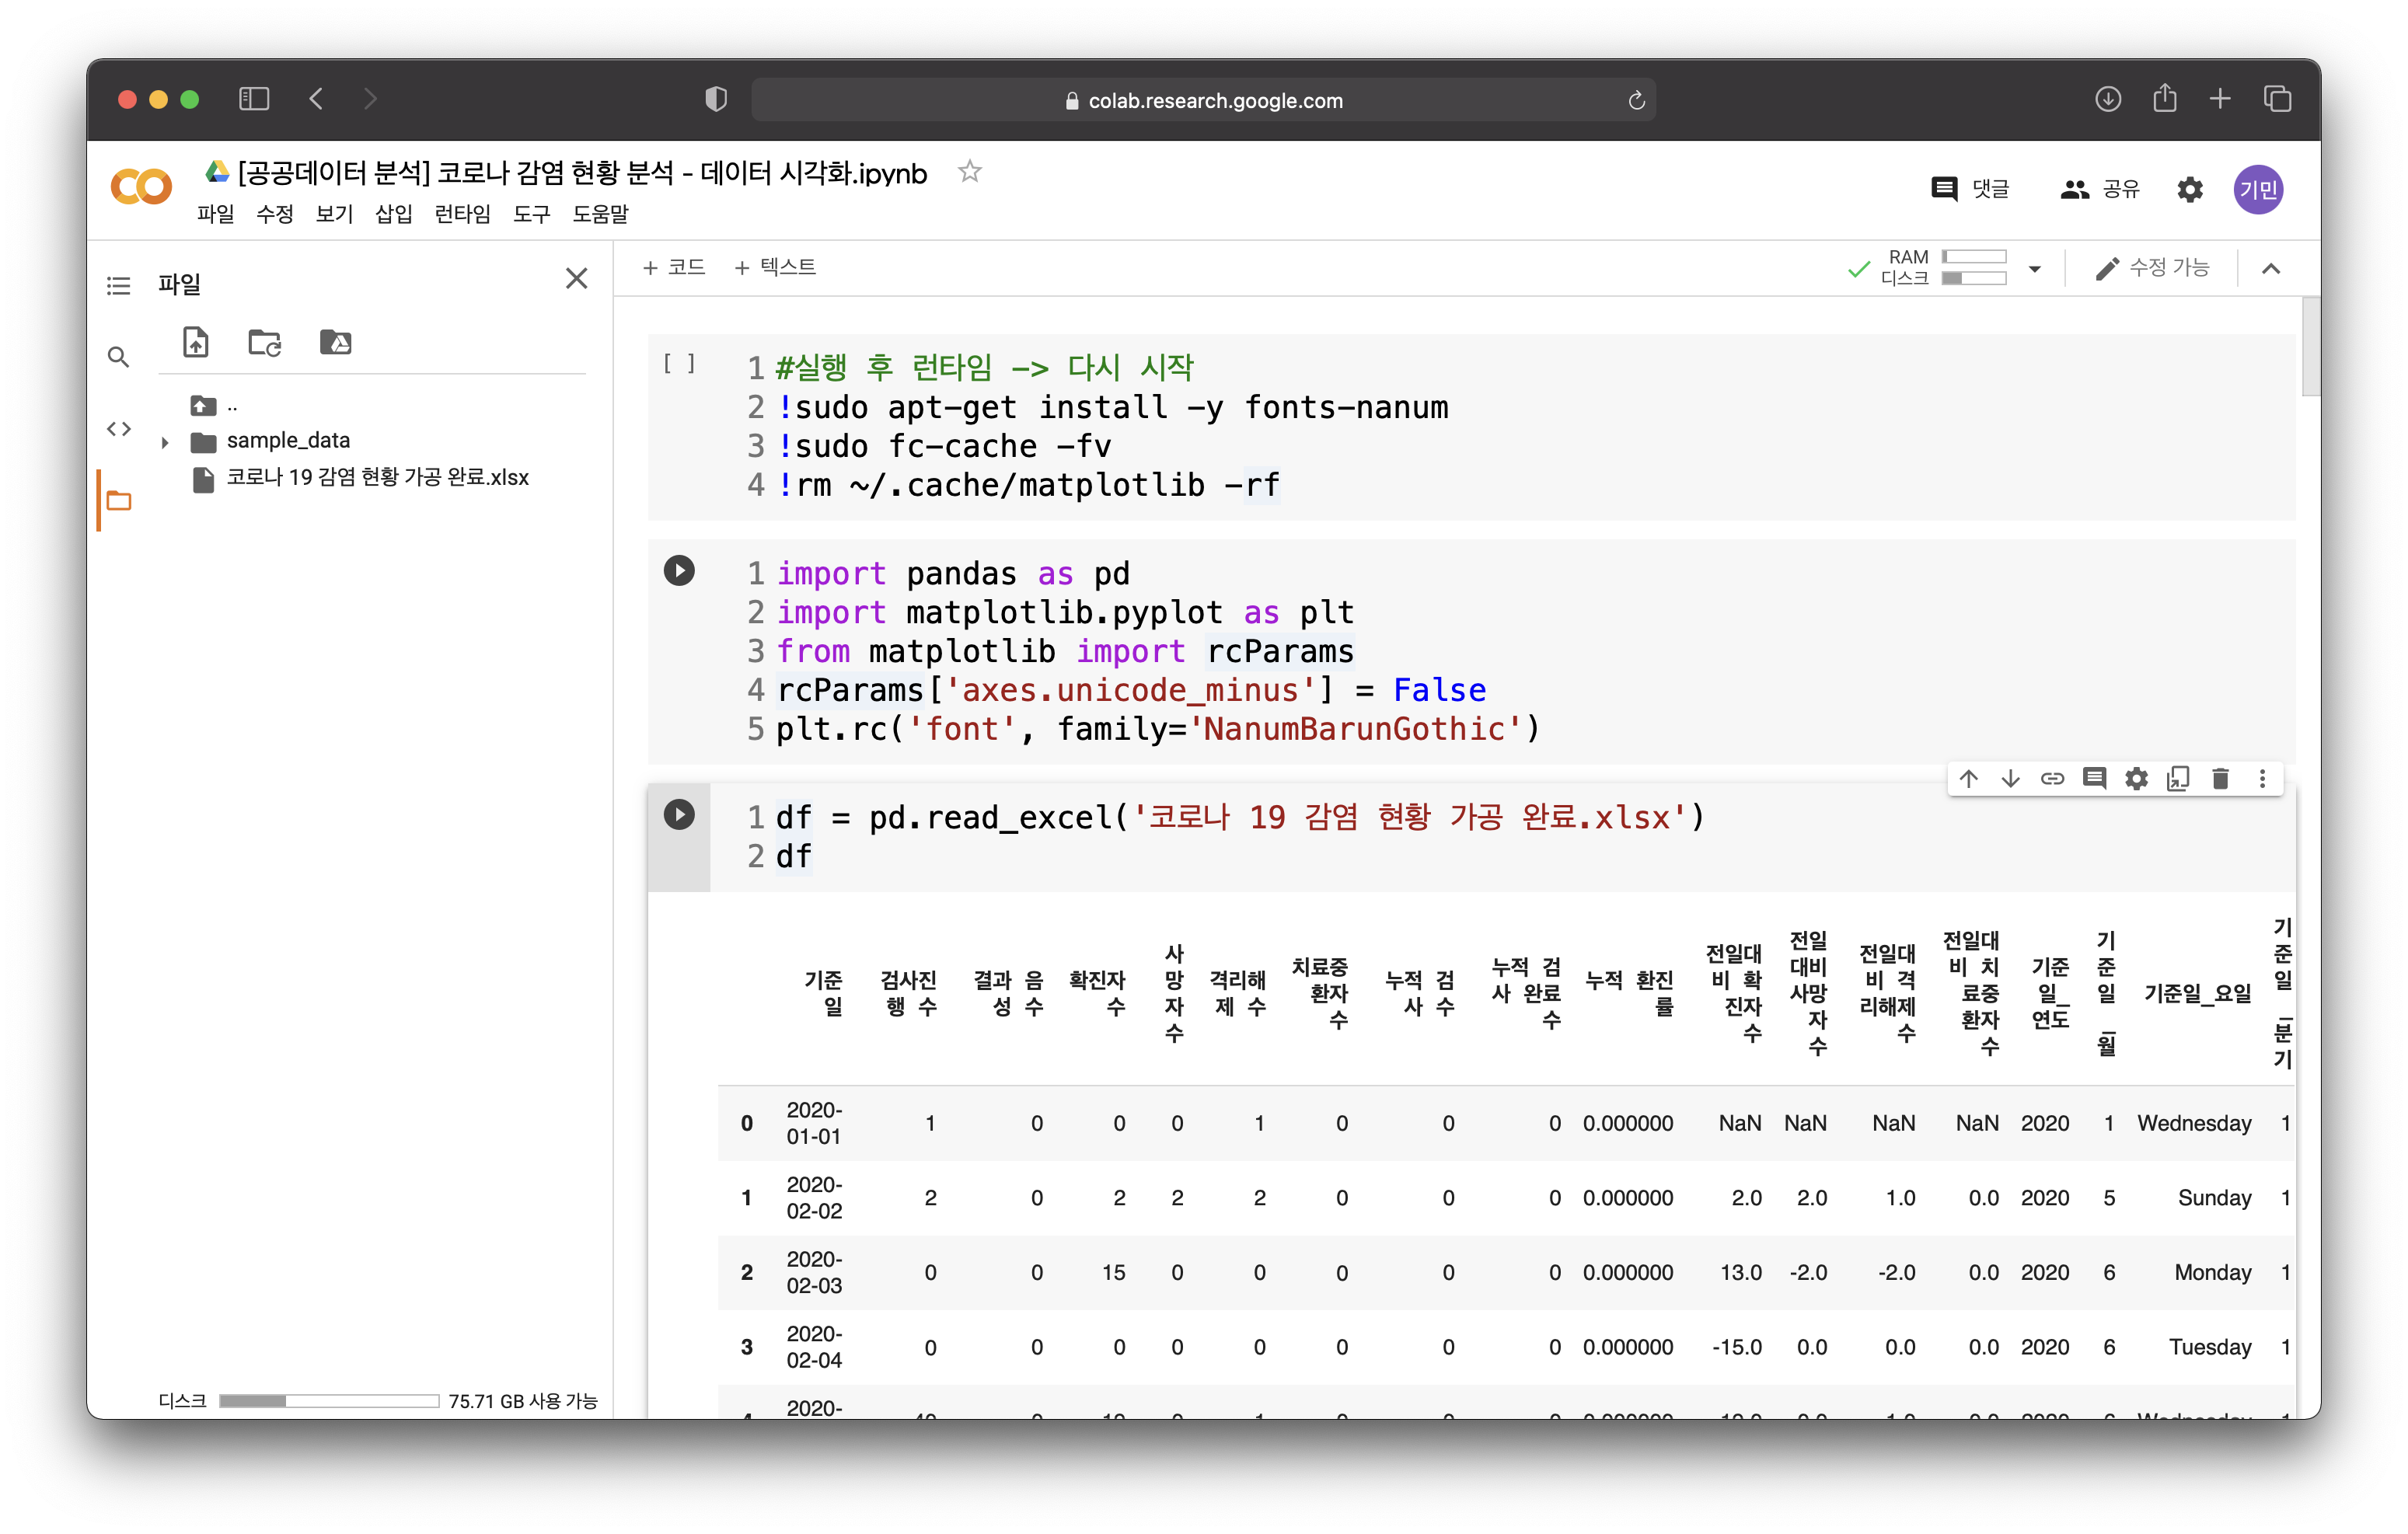 colab.research.google.com
[공공데이터 분석] 코로나 감염 현황 분석 - 데이터 시각화.ipynb
파일 수정 보기 삽입 런타임 도구 도움말
댓글 공유 기민
파일
..
sample_data
코로나 19 감염 현황 가공 완료.xlsx
디스크 75.71 GB 사용 가능
+ 코드 + 텍스트
RAM
디스크
수정 가능
[ ]
1 #실행 후 런타임 -> 다시 시작
2 !sudo apt-get install -y fonts-nanum
3 !sudo fc-cache -fv
4 !rm ~/.cache/matplotlib -rf
1 import pandas as pd
2 import matplotlib.pyplot as plt
3 from matplotlib import rcParams
4 rcParams['axes.unicode_minus'] = False
5 plt.rc('font', family='NanumBarunGothic')
1 df = pd.read_excel('코로나 19 감염 현황 가공 완료.xlsx')
2 df
기준일 검사진행 수 결과 음성 수 확진자 수 사망자 수 격리해제 수 치료중 환자 수 누적 검사 수 누적 검사 완료 수 누적 환진률 전일대비 확진자 수 전일대비 사망자 수 전일대비 격리해제 수 전일대비 치료중 환자 수 기준일_연도 기준일_월 기준일_요일 기준일_분기
0 2020-01-01 1 0 0 0 1 0 0 0 0.000000 NaN NaN NaN NaN 2020 1 Wednesday 1
1 2020-02-02 2 0 2 2 2 0 0 0 0.000000 2.0 2.0 1.0 0.0 2020 5 Sunday 1
2 2020-02-03 0 0 15 0 0 0 0 0 0.000000 13.0 -2.0 -2.0 0.0 2020 6 Monday 1
3 2020-02-04 0 0 0 0 0 0 0 0 0.000000 -15.0 0.0 0.0 0.0 2020 6 Tuesday 1
2020-